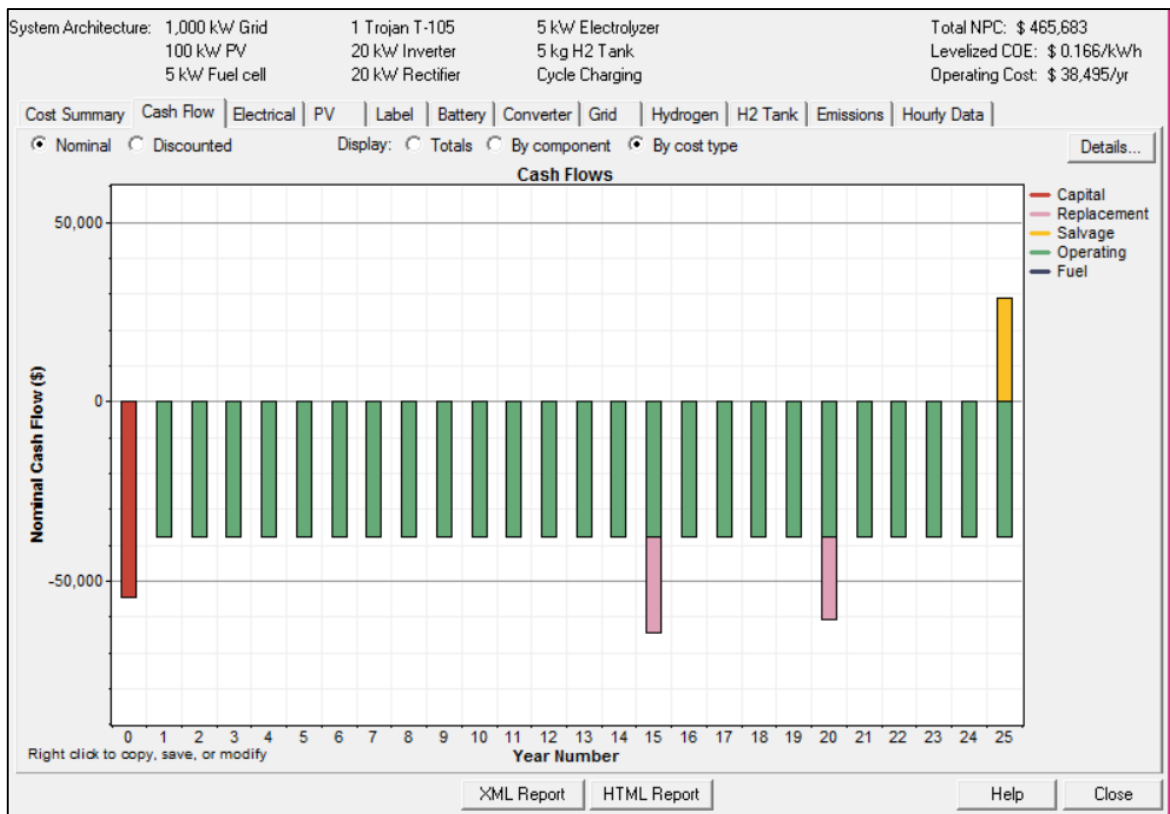 System Architecture: 1,000 kW Grid 1 Trojan T-105 5 kW Electrolyzer Total NPC: $ 465,683
100 kW PV 20 kW Inverter 5 kg H2 Tank Levelized COE: $ 0.166/kWh
5 kW Fuel cell 20 kW Rectifier Cycle Charging Operating Cost: $ 38,495/yr
Cost Summary Cash Flow Electrical PV Label Battery Converter Grid Hydrogen H2 Tank Emissions Hourly Data
Nominal Discounted Display: Totals By component By cost type Details...
Cash Flows
Capital
Replacement
Salvage
Operating
Fuel
50,000
0
-50,000
Nominal Cash Flow ($)
0 1 2 3 4 5 6 7 8 9 10 11 12 13 14 15 16 17 18 19 20 21 22 23 24 25
Right click to copy, save, or modify Year Number
XML Report HTML Report Help Close